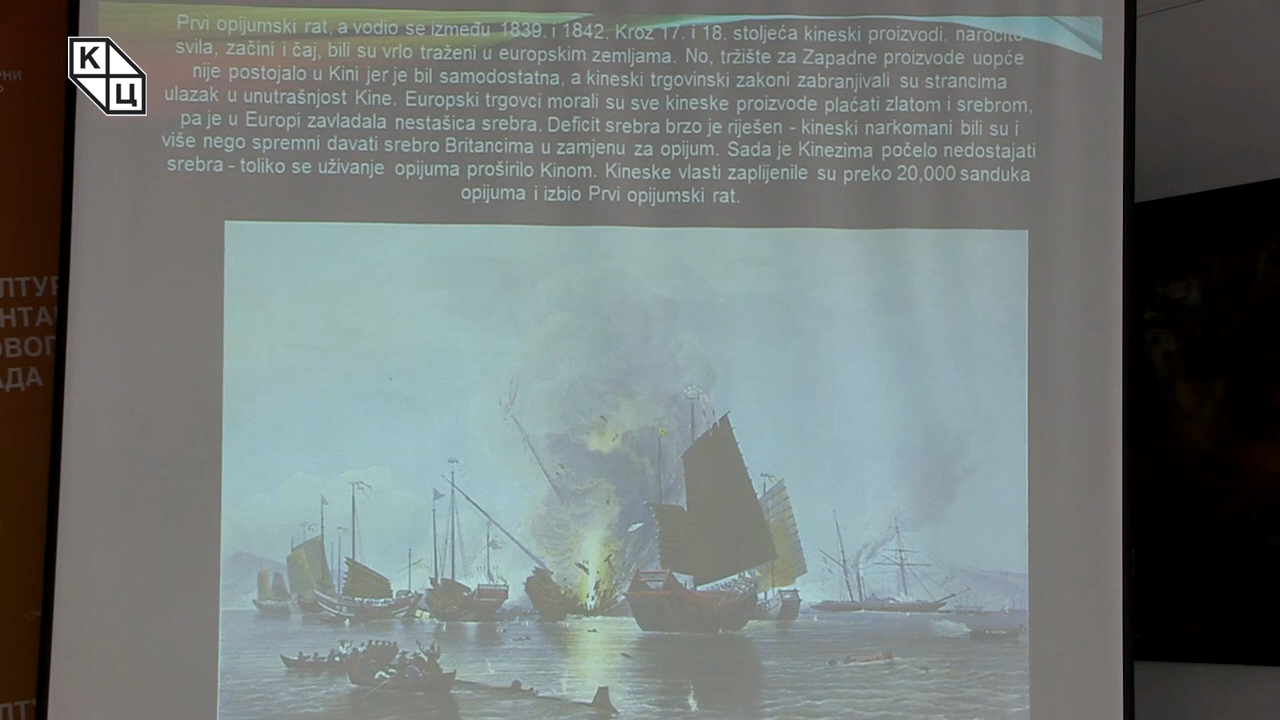 Prvi opijumski rat, a vodio se između 1839. i 1842. Kroz 17. i 18. stoljeća kineski proizvodi, naročito
svila, začini i čaj, bili su vrlo traženi u europskim zemljama. No, tržište za Zapadne proizvode uopće
nije postojalo u Kini jer je bil samodostatna, a kineski trgovinski zakoni zabranjivali su strancima
ulazak u unutrašnjost Kine. Europski trgovci morali su sve kineske proizvode plaćati zlatom i srebrom,
pa je u Europi zavladala nestašica srebra. Deficit srebra brzo je riješen - kineski narkomani bili su i
više nego spremni davati srebro Britancima u zamjenu za opijum. Sada je Kinezima počelo nedostajati
srebra - toliko se uživanje opijuma proširilo Kinom. Kineske vlasti zaplijenile su preko 20,000 sanduka
opijuma i izbio Prvi opijumski rat.
К
Ц